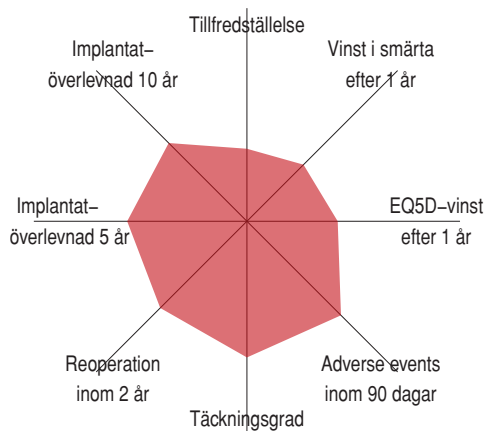 Tillfredställelse
Implantat–
överlevnad 10 år
Vinst i smärta
efter 1 år
Implantat–
överlevnad 5 år
EQ5D–vinst
efter 1 år
Reoperation
inom 2 år
Adverse events
inom 90 dagar
Täckningsgrad